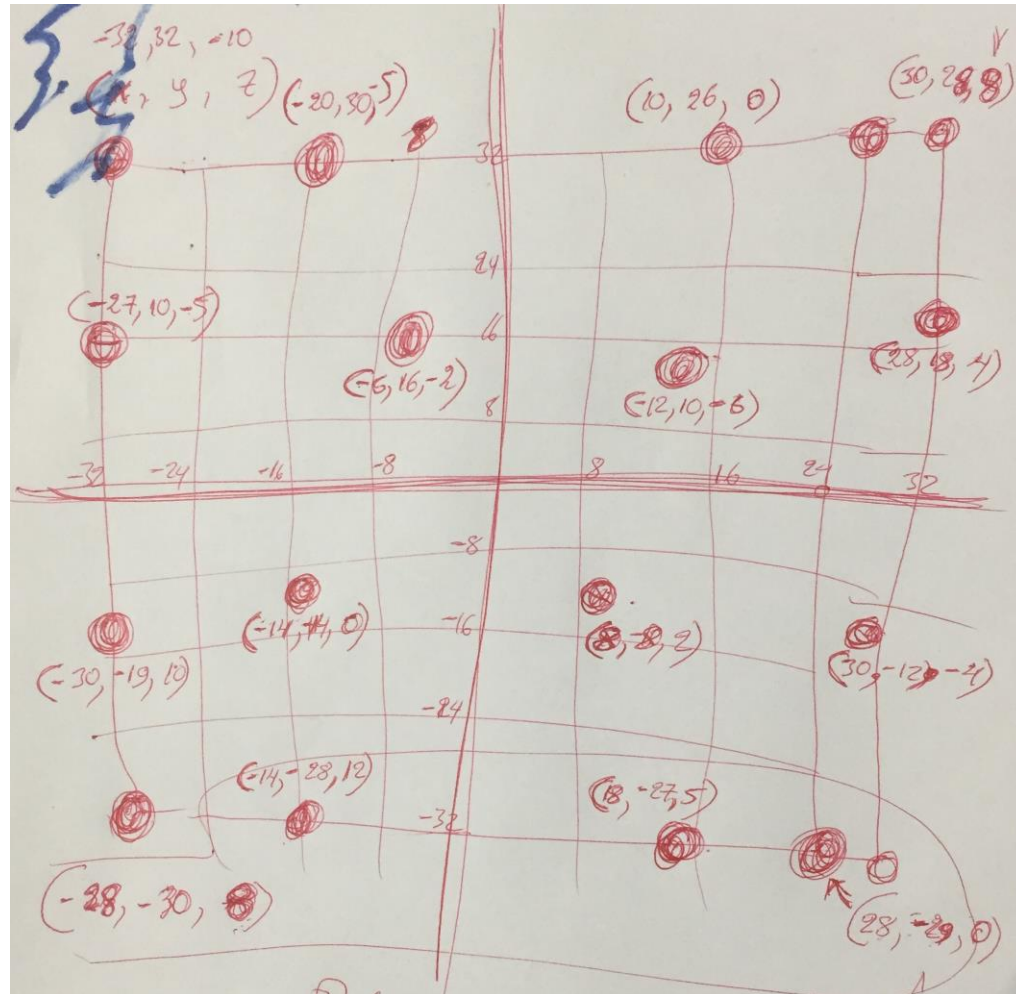 -32, 32, -10
(x, y, z)
(-20, 30, -5)
(10, 26, 0)
32
24
(-27, 10, -5)
16
(28, 18, -4)
(-6, 16, -2)
(-12, 10, -6)
8
-32 -24 -16 -8 8 16 24 32
-8
(-14, -14, 0)
-16
(30, -12, -4)
(-30, -19, 10)
-24
(-14, -28, 12)
(18, -27, 5)
-32
(-28, -30, 8)
(28, -29, 0)